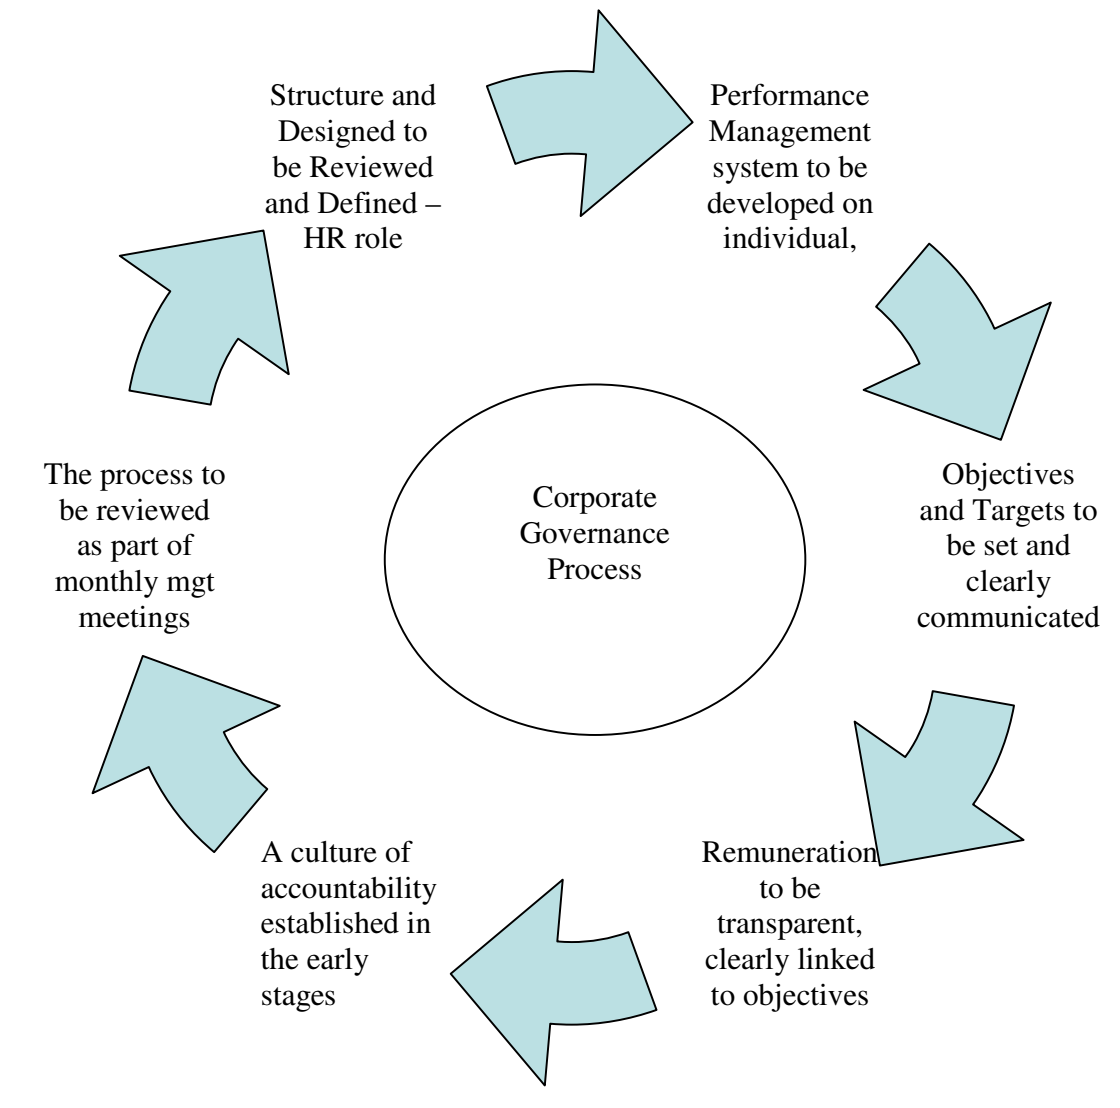 Structure and
Designed to
be Reviewed
and Defined –
HR role
Performance
Management
system to be
developed on
individual,
Objectives
and Targets to
be set and
clearly
communicated
Remuneration
to be
transparent,
clearly linked
to objectives
A culture of
accountability
established in
the early
stages
The process to
be reviewed
as part of
monthly mgt
meetings
Corporate
Governance
Process